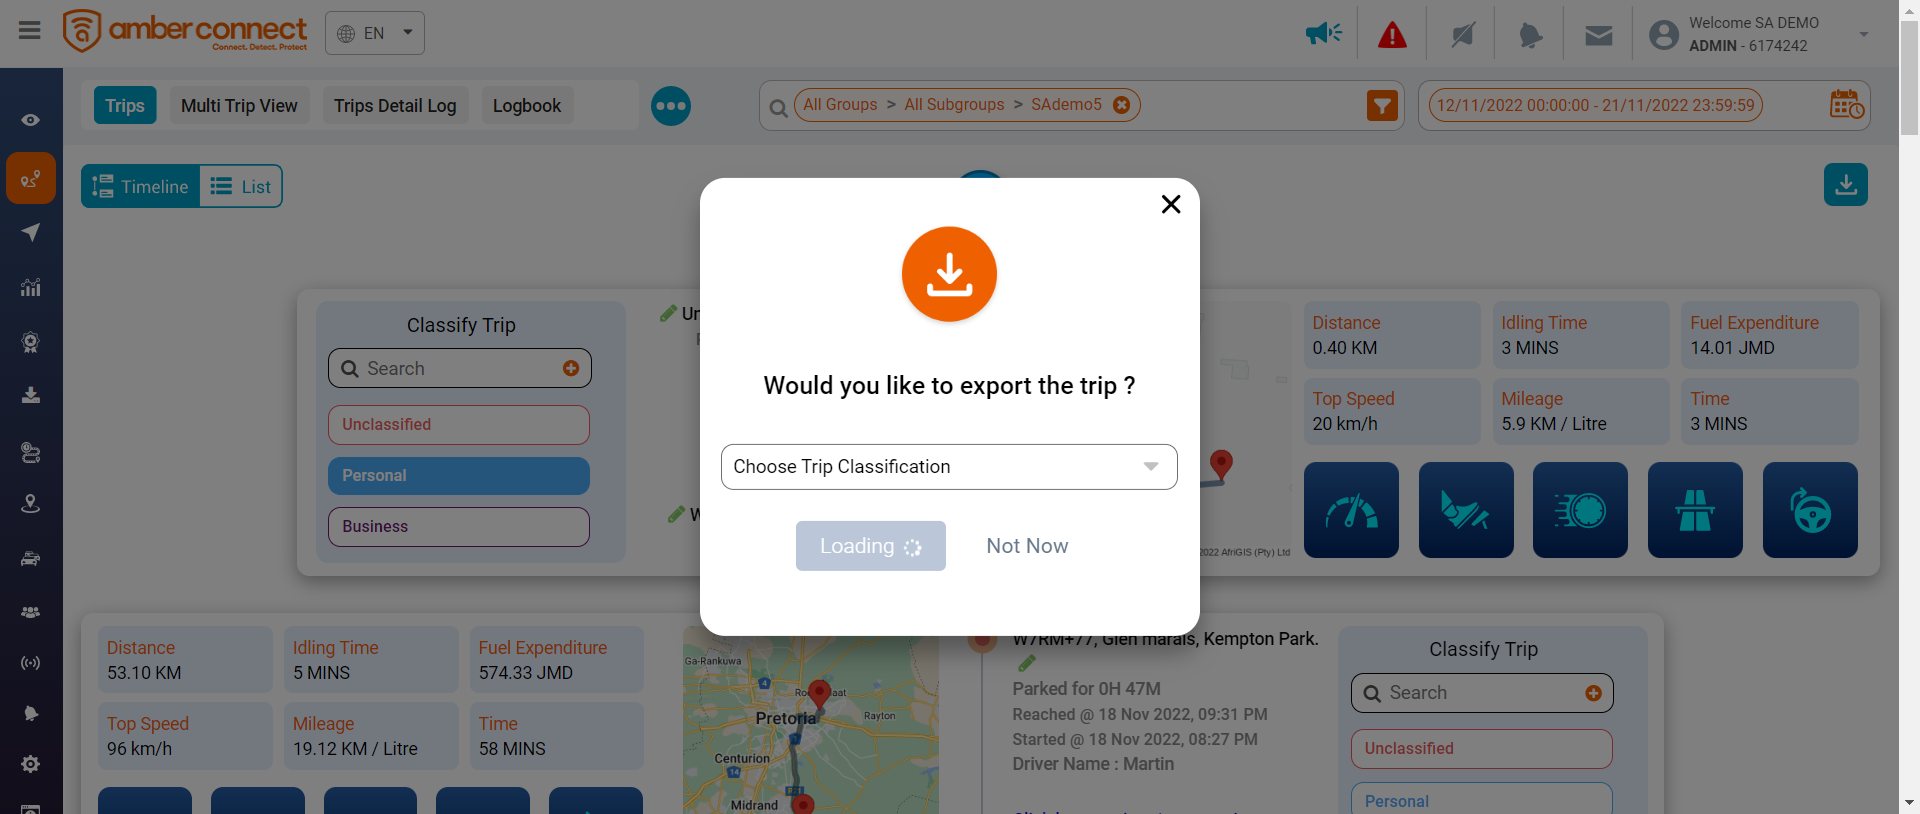 amber connect
Connect. Detect. Protect
EN
Welcome SA DEMO
ADMIN - 6174242
Trips
Multi Trip View
Trips Detail Log
Logbook
All Groups > All Subgroups > SAdemo5
12/11/2022 00:00:00 - 21/11/2022 23:59:59
Timeline
List
Would you like to export the trip ?
Choose Trip Classification
Loading
Not Now
Classify Trip
Search
Unclassified
Personal
Business
Distance
0.40 KM
Idling Time
3 MINS
Fuel Expenditure
14.01 JMD
Top Speed
20 km/h
Mileage
5.9 KM / Litre
Time
3 MINS
2022 AfriGIS (Pty) Ltd
Distance
53.10 KM
Idling Time
5 MINS
Fuel Expenditure
574.33 JMD
Top Speed
96 km/h
Mileage
19.12 KM / Litre
Time
58 MINS
Ga-Rankuwa
4
Pretoria
Rayton
1
Centurion
14
Midrand
W7RM+77, Glen marais, Kempton Park.
Parked for 0H 47M
Reached @ 18 Nov 2022, 09:31 PM
Started @ 18 Nov 2022, 08:27 PM
Driver Name : Martin
Classify Trip
Search
Unclassified
Personal